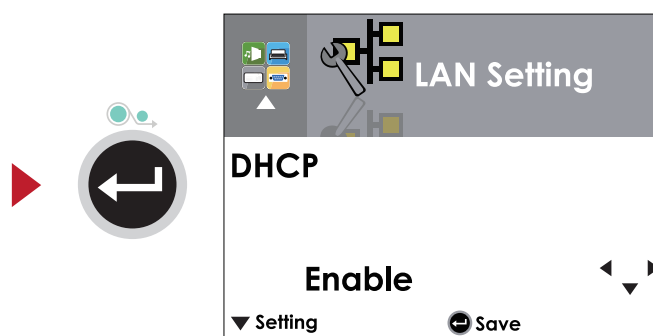 LAN Setting
DHCP
Enable
Setting
Save